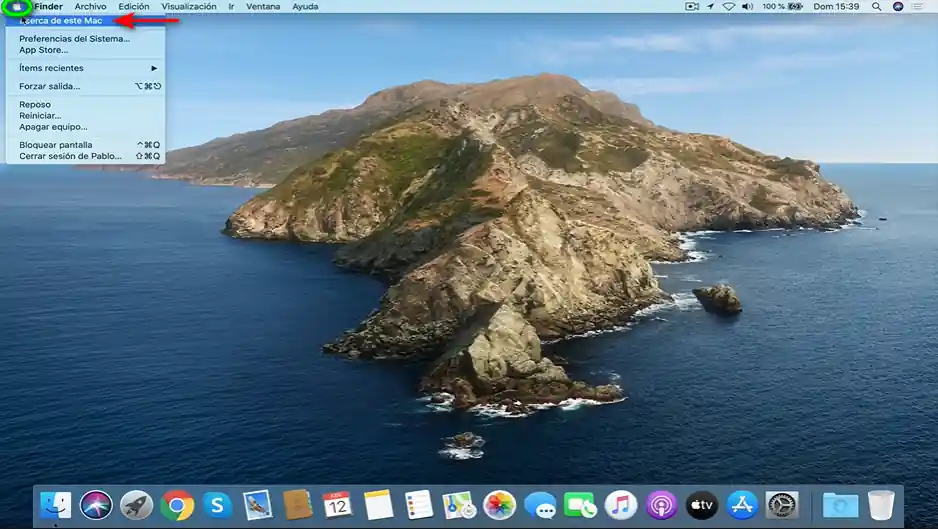 Finder Archivo Edición Visualización Ir Ventana Ayuda 100 % Dom 15:39
Acerca de este Mac
Preferencias del Sistema...
App Store...
Ítems recientes
Forzar salida... ⌥⌘⎋
Reposo
Reiniciar...
Apagar equipo...
Bloquear pantalla ^⌘Q
Cerrar sesión de Pablo... ⇧⌘Q
12
tv